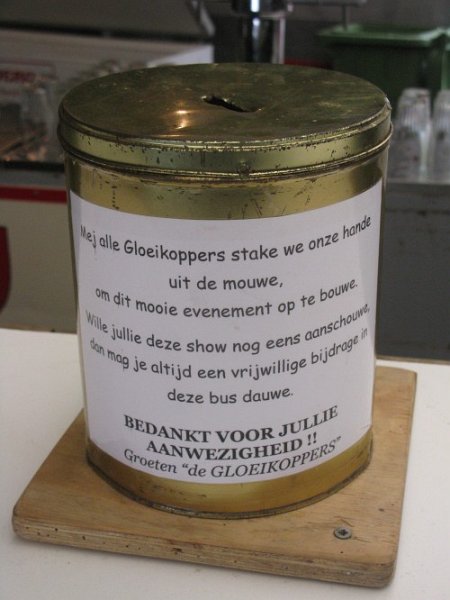 Mej alle Gloeikoppers stake we onze hande
uit de mouwe,
om dit mooie evenement op te bouwe.
Wille jullie deze show nog eens aanschouwe,
dan mag je altijd een vrijwillige bijdrage in
deze bus dauwe.
BEDANKT VOOR JULLIE
AANWEZIGHEID !!
Groeten "de GLOEIKOPPERS"